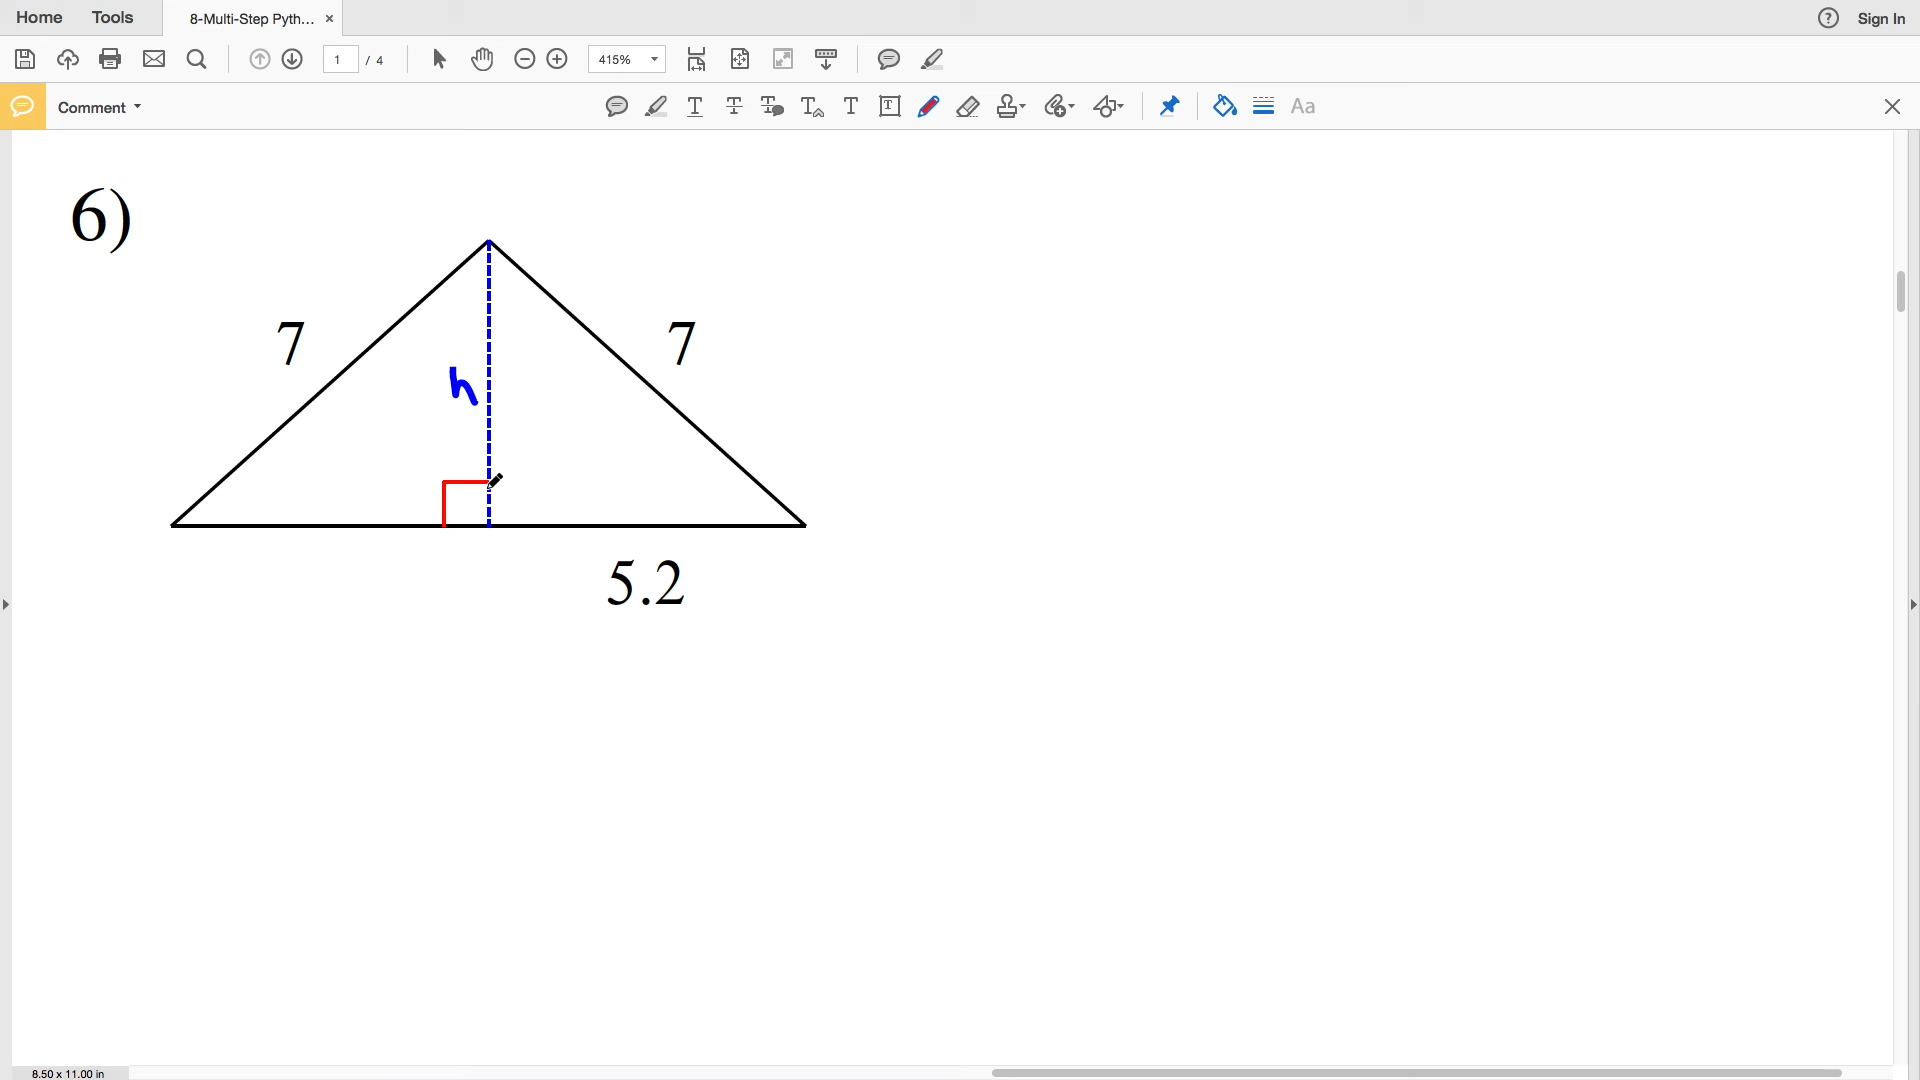 Home Tools 8-Multi-Step Pyth... × ? Sign In
1 / 4 415%
Comment T T T T T T Aa
6)
7 7
h
5.2
8.50 x 11.00 in